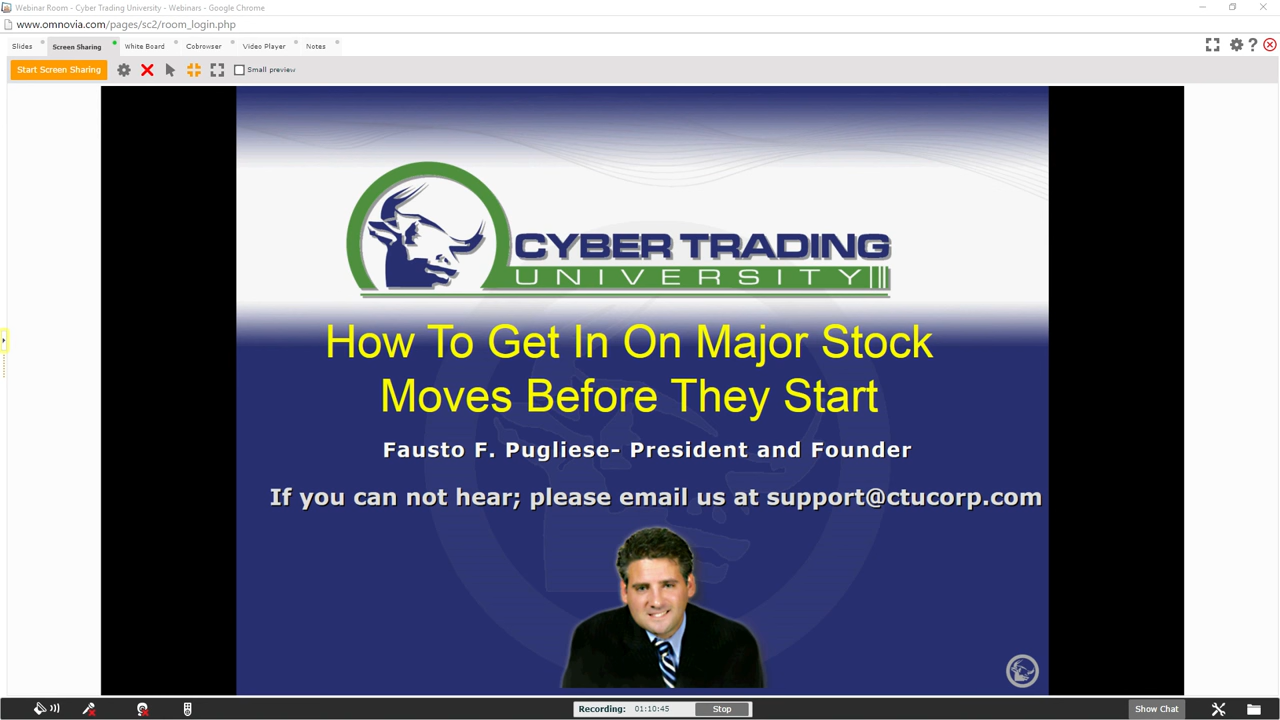 Webinar Room - Cyber Trading University - Webinars - Google Chrome
www.omnovia.com/pages/sc2/room_login.php
Slides Screen Sharing White Board Cobrowser Video Player Notes
Start Screen Sharing Small preview
CYBER TRADING
UNIVERSITY
How To Get In On Major Stock
Moves Before They Start
Fausto F. Pugliese- President and Founder
If you can not hear; please email us at support@ctucorp.com
Recording: 01:10:45 Stop Show Chat